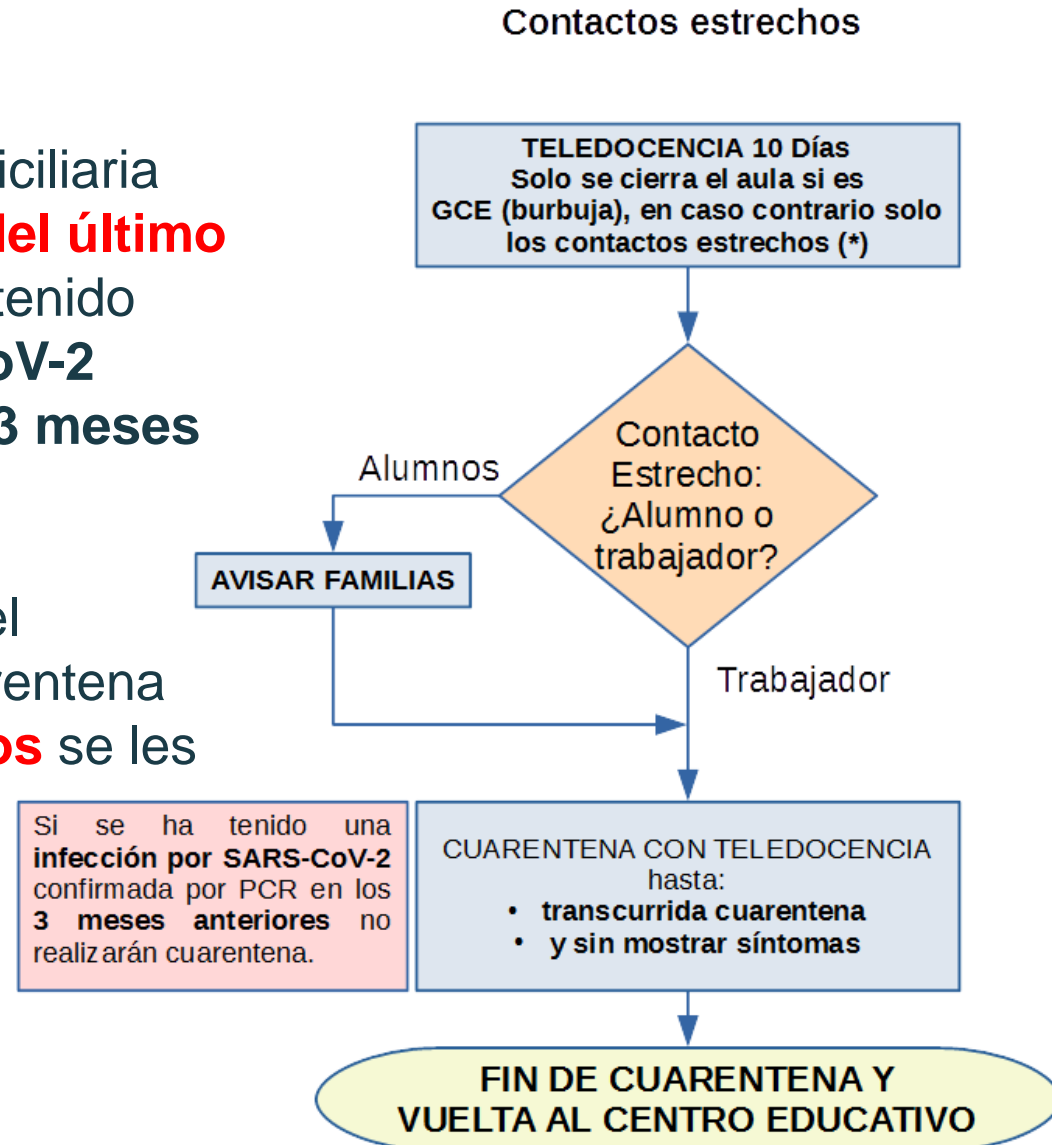 Contactos estrechos
iciliaria
del último
tenido
oV-2
3 meses
el
rentena
os se les
TELEDOCENCIA 10 Días
Solo se cierra el aula si es
GCE (burbuja), en caso contrario solo
los contactos estrechos (*)
Contacto
Estrecho:
¿Alumno o
trabajador?
Alumnos
AVISAR FAMILIAS
Trabajador
Si se ha tenido una
infección por SARS-CoV-2
confirmada por PCR en los
3 meses anteriores no
realizarán cuarentena.
CUARENTENA CON TELEDOCENCIA
hasta:
• transcurrida cuarentena
• y sin mostrar síntomas
FIN DE CUARENTENA Y
VUELTA AL CENTRO EDUCATIVO